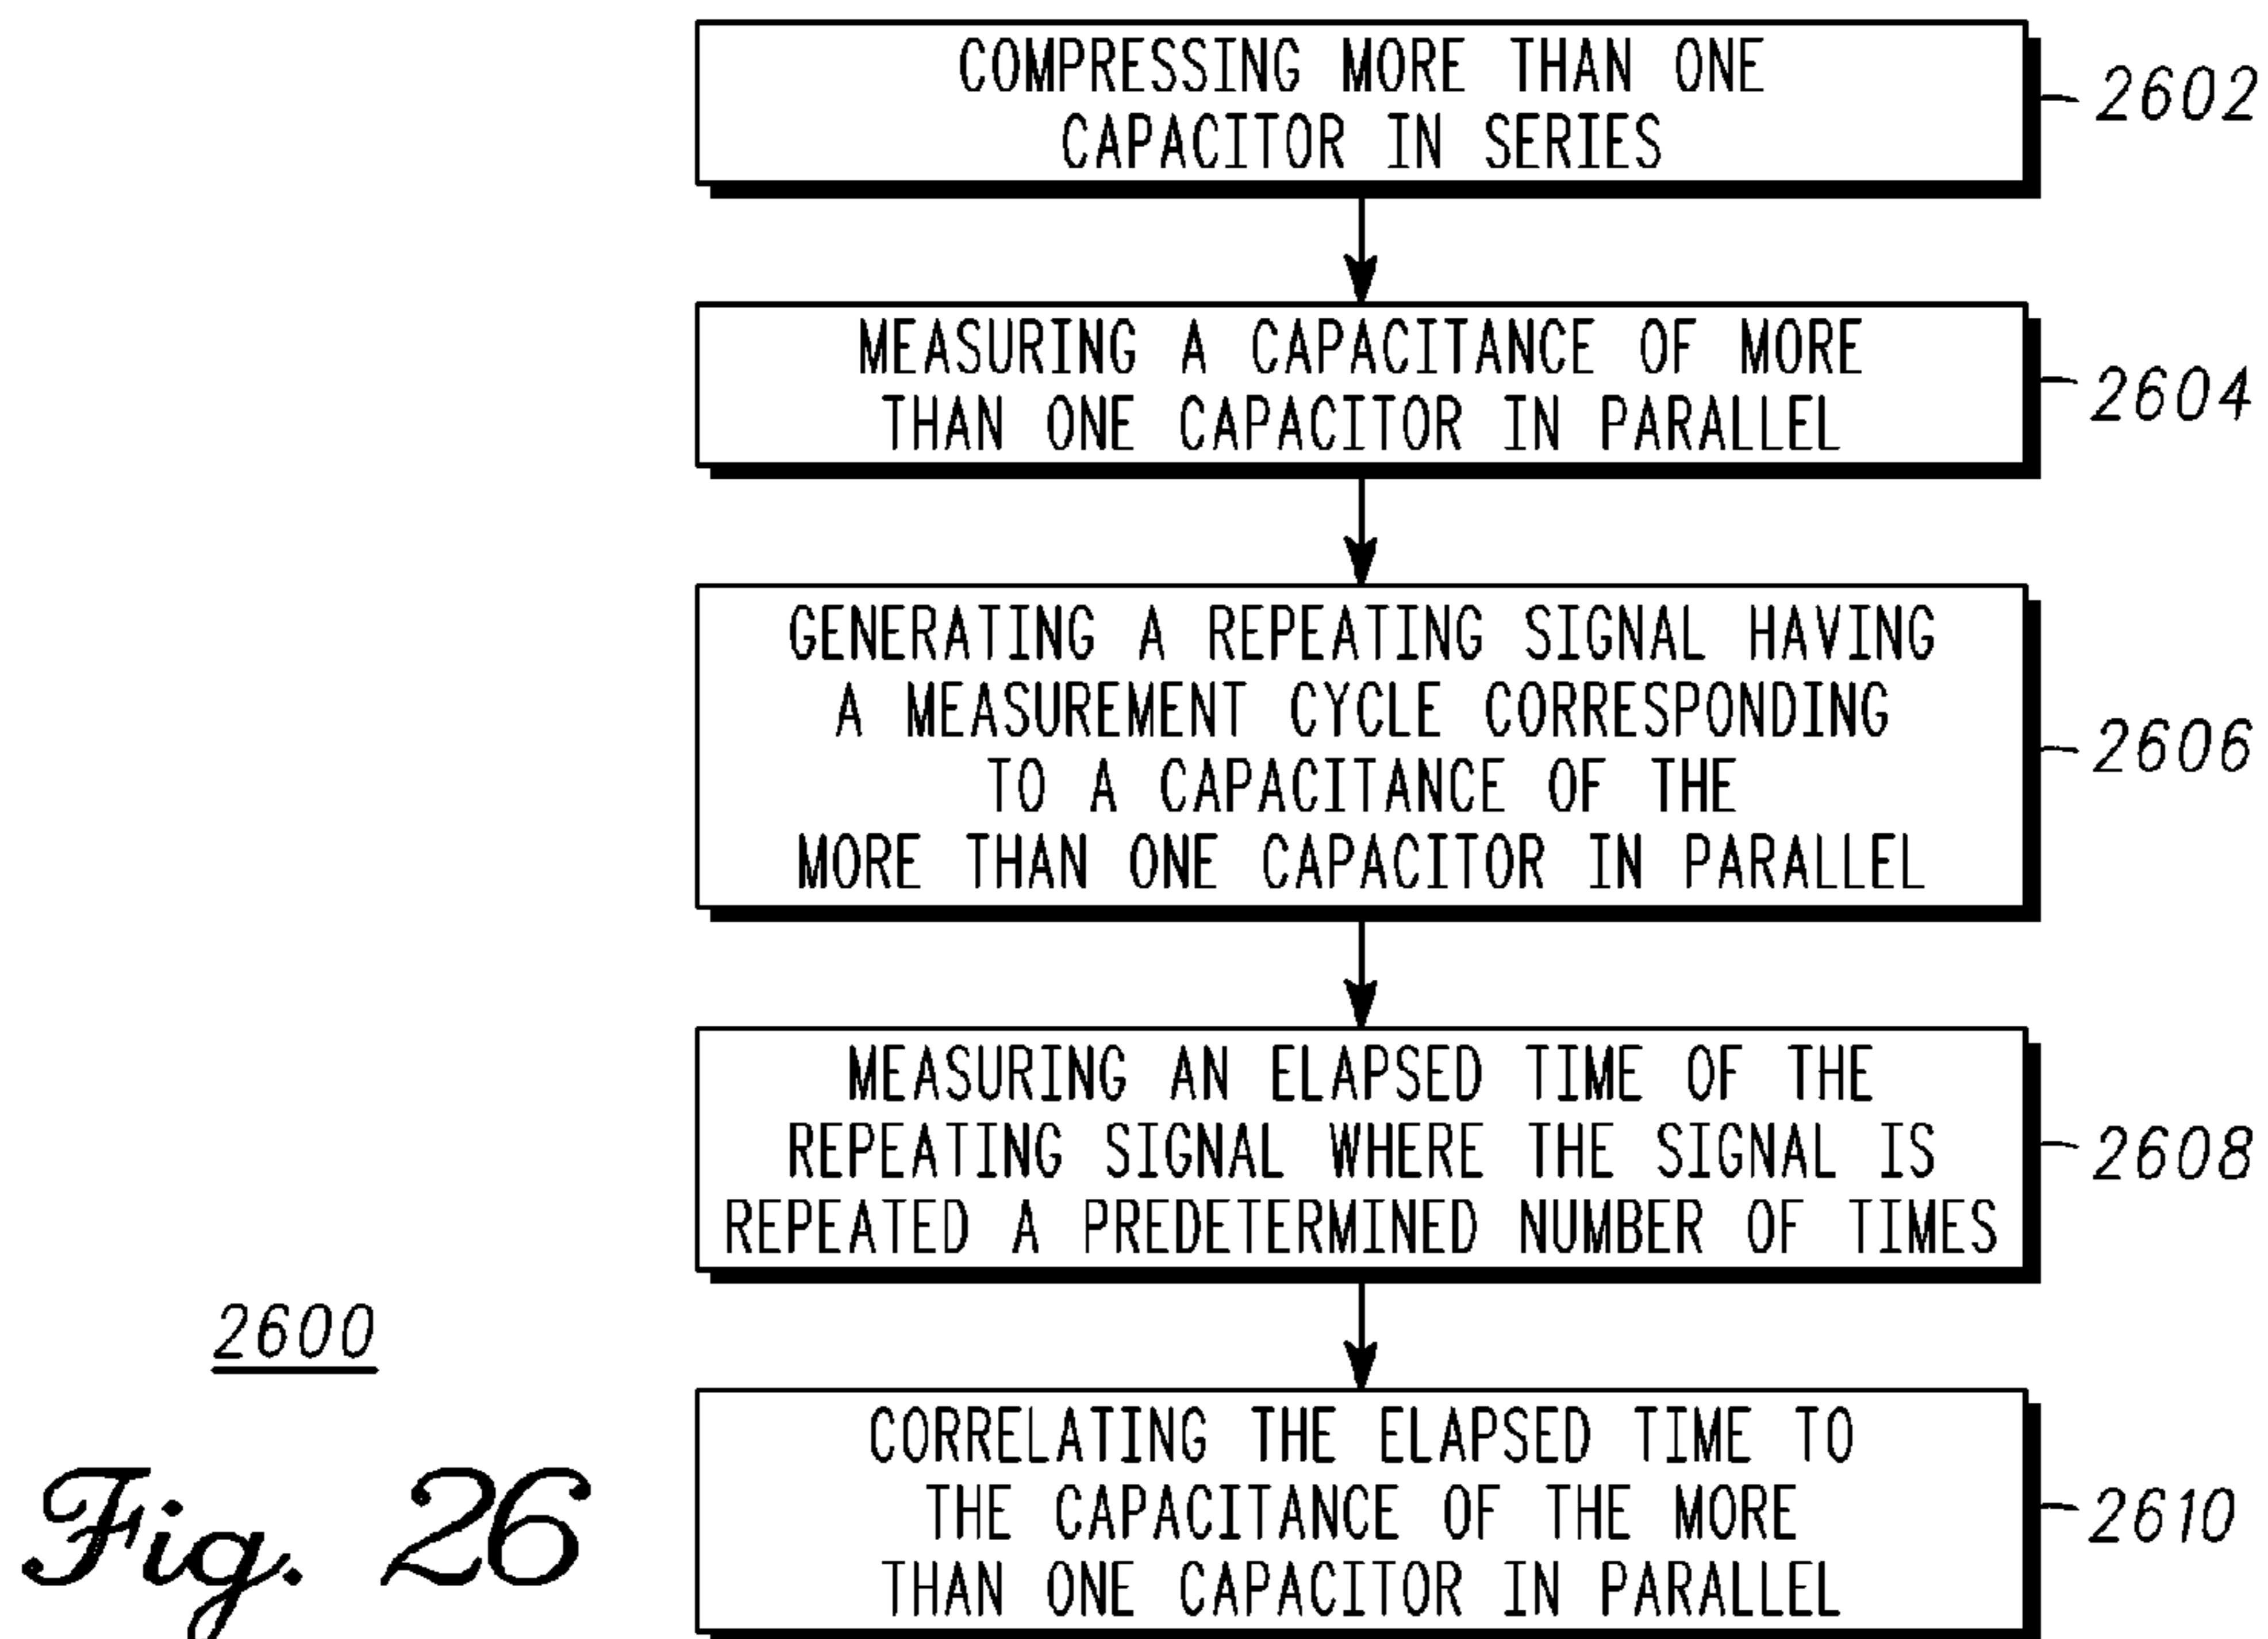 COMPRESSING MORE THAN ONE
CAPACITOR IN SERIES
2602
MEASURING A CAPACITANCE OF MORE
THAN ONE CAPACITOR IN PARALLEL
2604
GENERATING A REPEATING SIGNAL HAVING
A MEASUREMENT CYCLE CORRESPONDING
TO A CAPACITANCE OF THE
MORE THAN ONE CAPACITOR IN PARALLEL
2606
MEASURING AN ELAPSED TIME OF THE
REPEATING SIGNAL WHERE THE SIGNAL IS
REPEATED A PREDETERMINED NUMBER OF TIMES
2608
CORRELATING THE ELAPSED TIME TO
THE CAPACITANCE OF THE MORE
THAN ONE CAPACITOR IN PARALLEL
2610
2600
Fig. 26